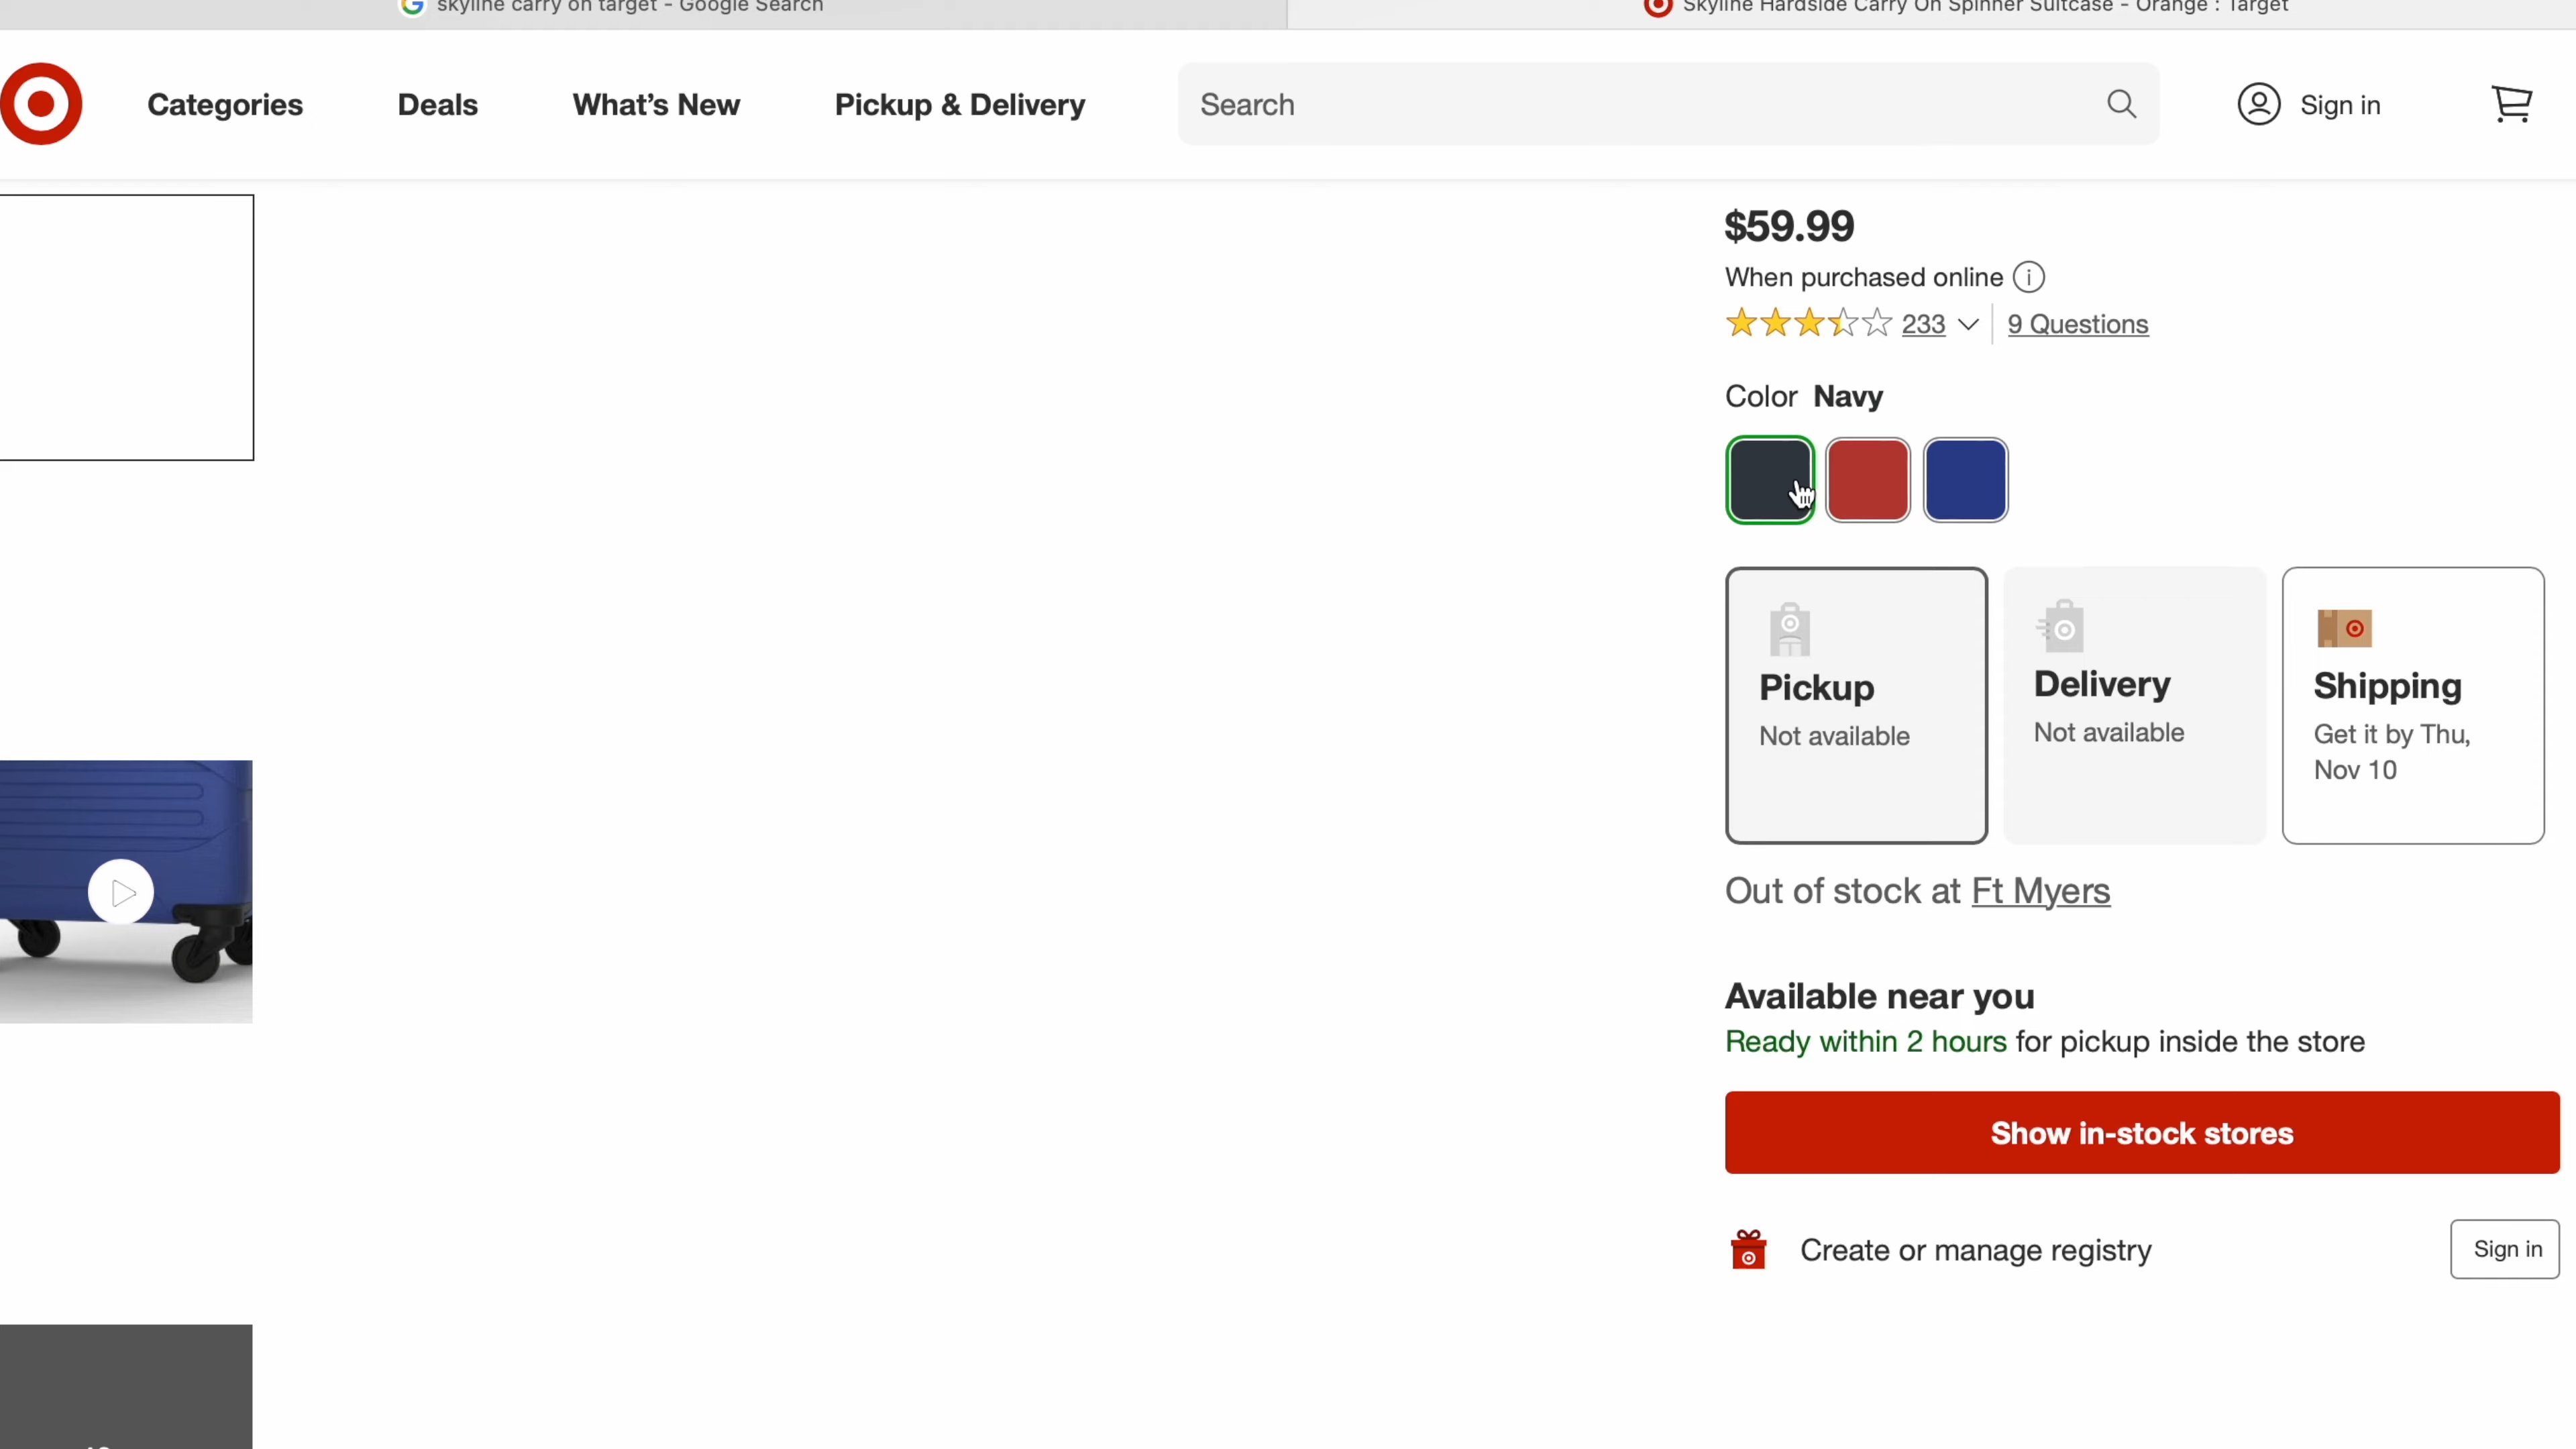 skyline carry on target - Google Search
Skyline Hardside Carry On Spinner Suitcase - Orange : Target
Categories
Deals
What's New
Pickup & Delivery
Search
Sign in
$59.99
When purchased online
233
9 Questions
Color Navy
Pickup
Not available
Delivery
Not available
Shipping
Get it by Thu,
Nov 10
Out of stock at Ft Myers
Available near you
Ready within 2 hours for pickup inside the store
Show in-stock stores
Create or manage registry
Sign in